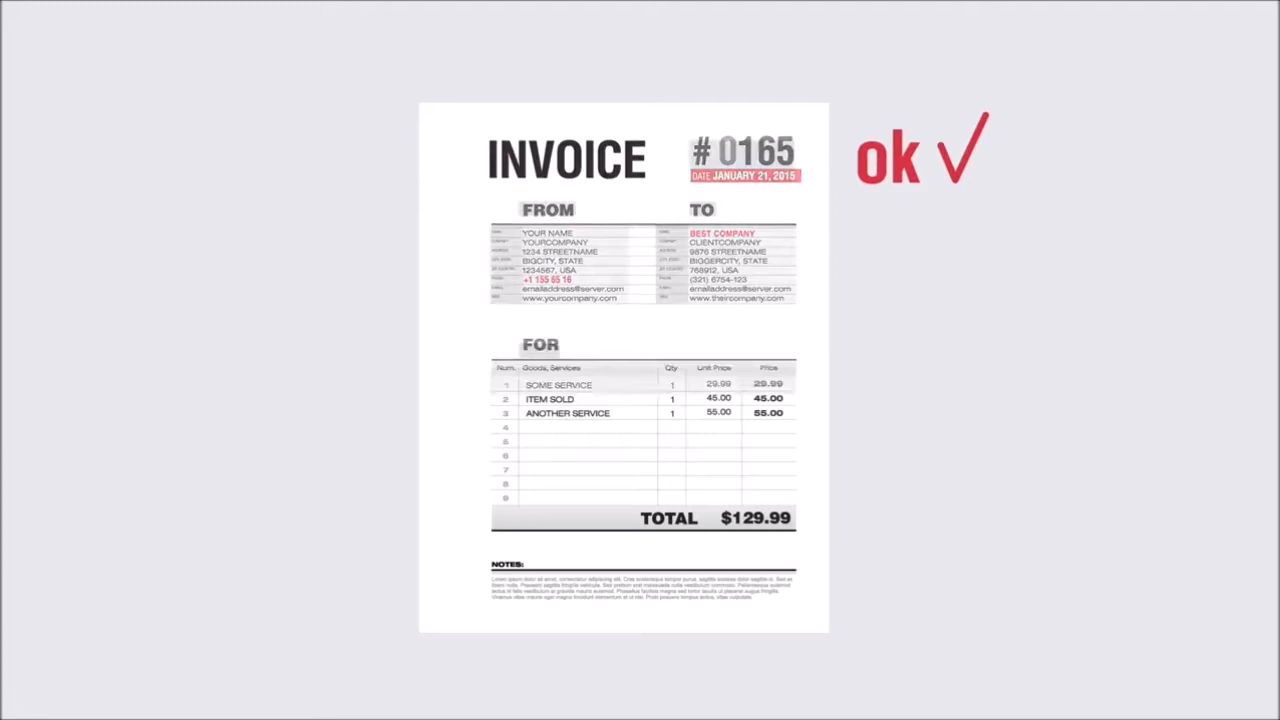 INVOICE # 0165
ok ✓
DATE JANUARY 21, 2015
FROM TO
YOUR NAME BEST COMPANY
YOURCOMPANY CLIENTCOMPANY
1234 STREETNAME 9876 STREETNAME
BIGCITY, STATE BIGGERCITY, STATE
1234567, USA 768912, USA
+1 155 65 16 (321) 6754-123
emailaddress@server.com emailaddress@server.com
www.yourcompany.com www.theircompany.com
FOR
Num. Goods, Services Qty Unit Price Price
1 SOME SERVICE 1 29.99 29.99
2 ITEM SOLD 1 45.00 45.00
3 ANOTHER SERVICE 1 55.00 55.00
4
5
6
7
8
9
TOTAL $129.99
NOTES: